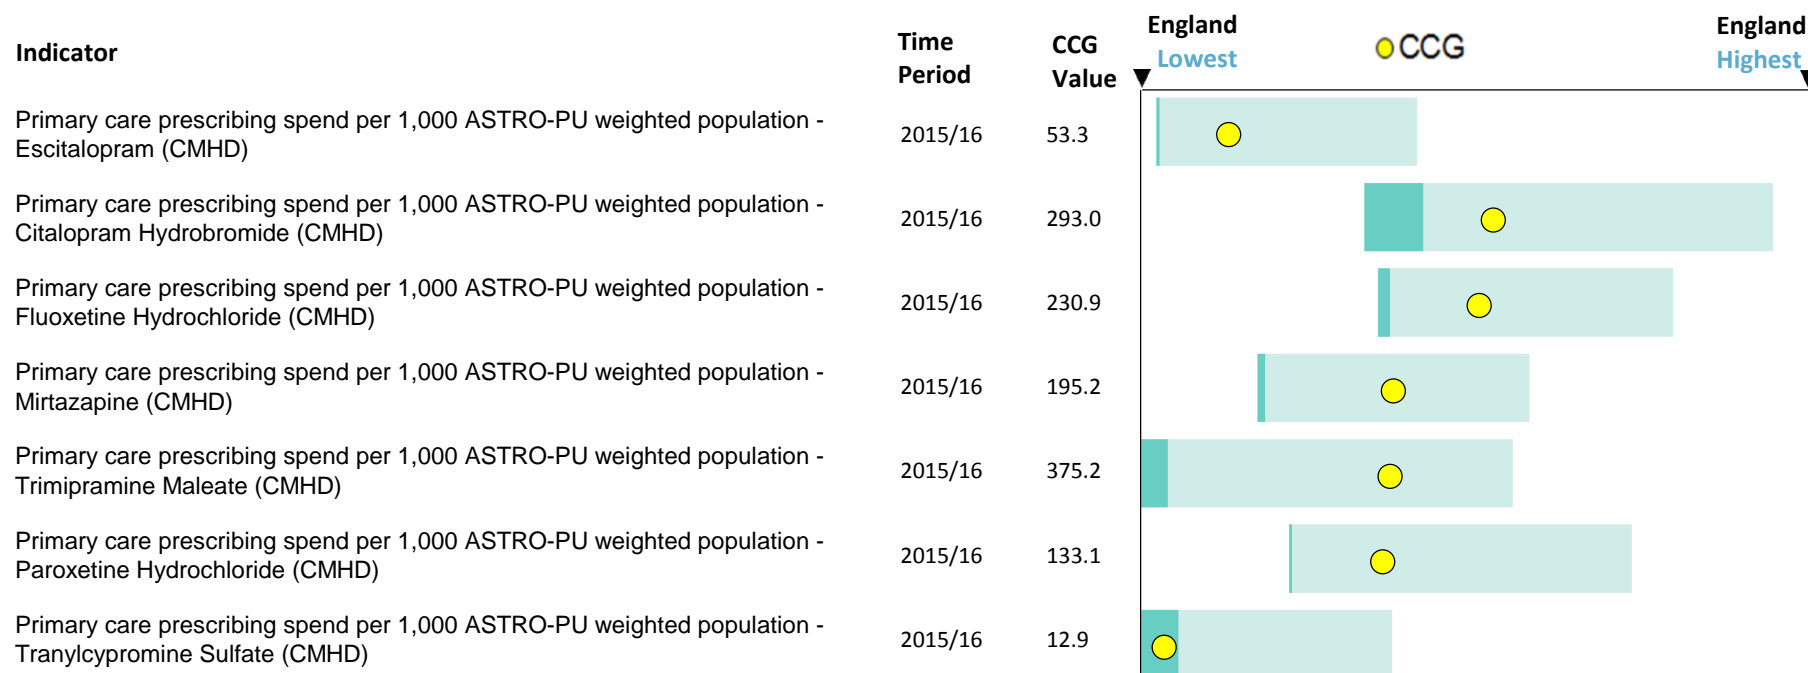 Indicator
Time
Period
CCG
Value
England
Lowest
CCG
England
Highest
Primary care prescribing spend per 1,000 ASTRO-PU weighted population -
Escitalopram (CMHD)
2015/16
53.3
Primary care prescribing spend per 1,000 ASTRO-PU weighted population -
Citalopram Hydrobromide (CMHD)
2015/16
293.0
Primary care prescribing spend per 1,000 ASTRO-PU weighted population -
Fluoxetine Hydrochloride (CMHD)
2015/16
230.9
Primary care prescribing spend per 1,000 ASTRO-PU weighted population -
Mirtazapine (CMHD)
2015/16
195.2
Primary care prescribing spend per 1,000 ASTRO-PU weighted population -
Trimipramine Maleate (CMHD)
2015/16
375.2
Primary care prescribing spend per 1,000 ASTRO-PU weighted population -
Paroxetine Hydrochloride (CMHD)
2015/16
133.1
Primary care prescribing spend per 1,000 ASTRO-PU weighted population -
Tranylcypromine Sulfate (CMHD)
2015/16
12.9